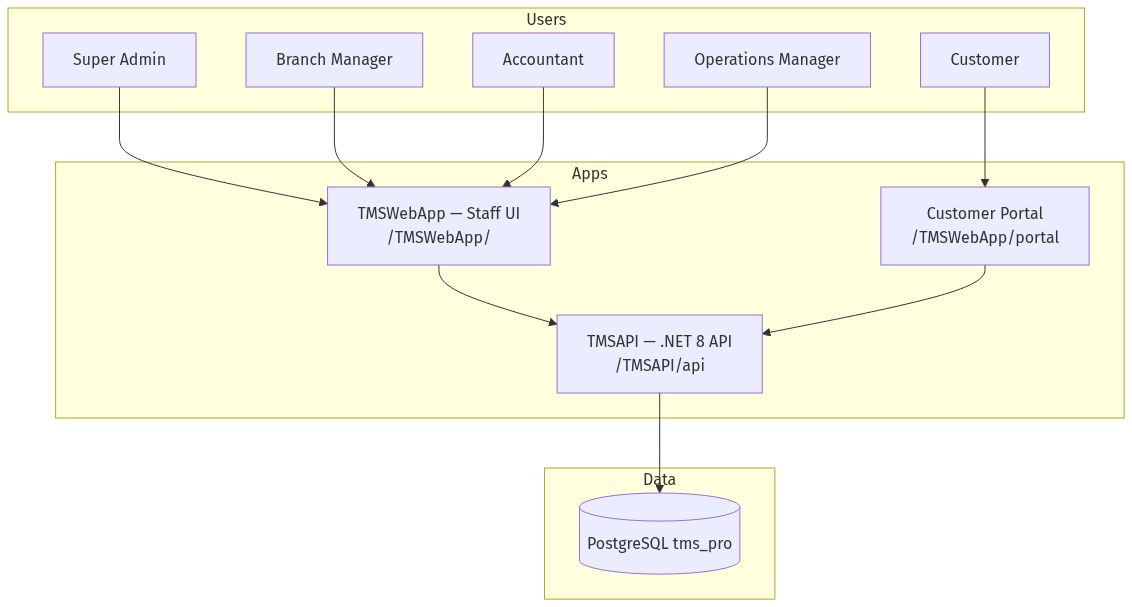 Users
Super Admin
Branch Manager
Accountant
Operations Manager
Customer
Apps
TMSWebApp — Staff UI
/TMSWebApp/
Customer Portal
/TMSWebApp/portal
TMSAPI — .NET 8 API
/TMSAPI/api
Data
PostgreSQL tms_pro